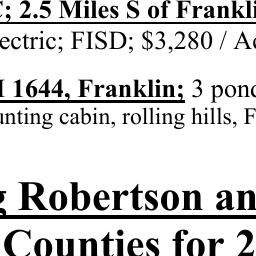 C; 2.5 Miles S of Frankli
ectric; FISD; $3,280 / A
I 1644, Franklin; 3 pond
unting cabin, rolling hills, F
g Robertson an
Counties for 2